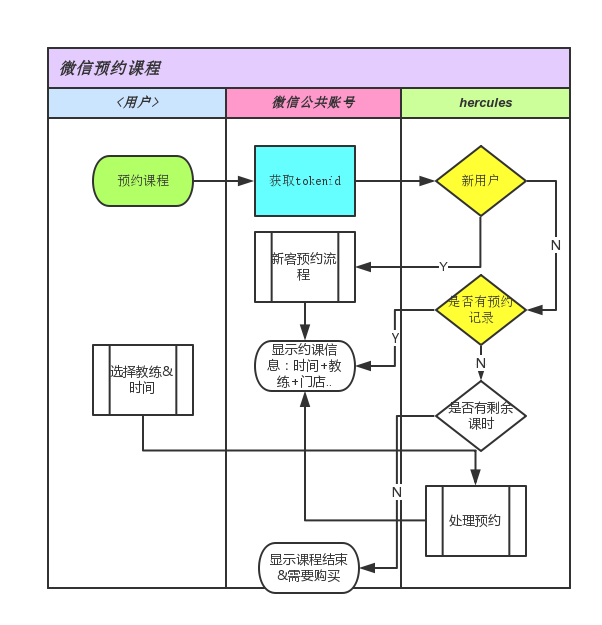 微信预约课程
<用户>
微信公共账号
hercules
预约课程
获取tokenid
新用户
N
新客预约流
程
Y
是否有预约
记录
Y
显示约课信
息：时间+教
练+门店..
N
选择教练&
时间
是否有剩余
课时
N
处理预约
显示课程结束
&需要购买